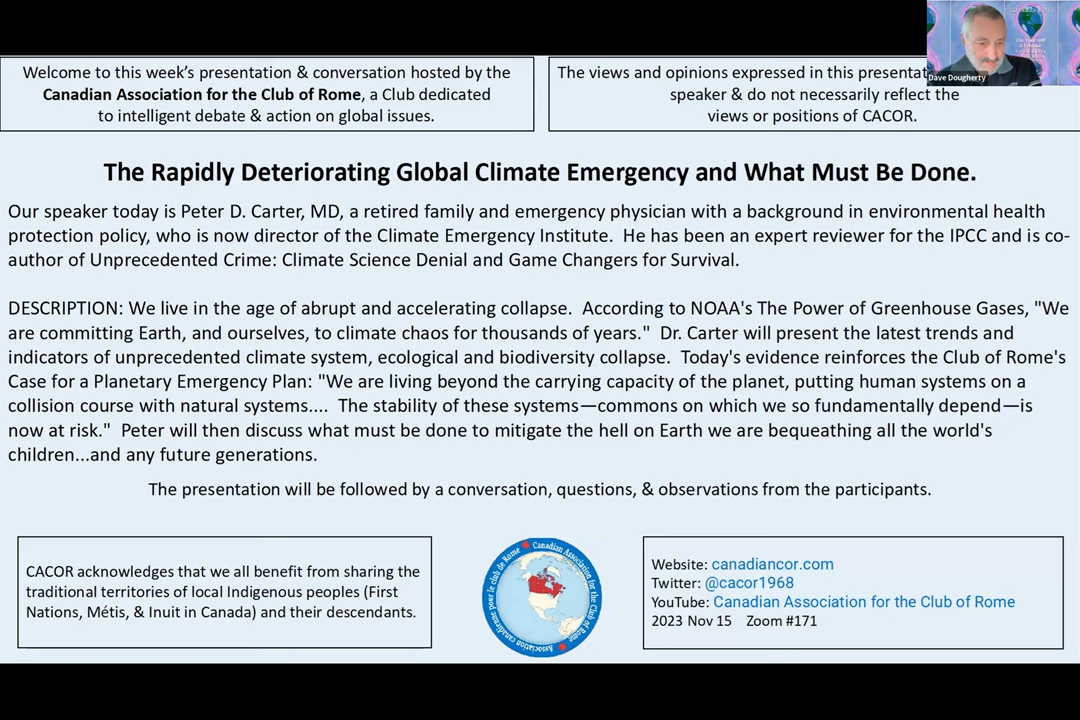 Welcome to this week's presentation & conversation hosted by the
Canadian Association for the Club of Rome, a Club dedicated
to intelligent debate & action on global issues.
The views and opinions expressed in this presentat
speaker & do not necessarily reflect the
views or positions of CACOR.
Dave Dougherty
The Rapidly Deteriorating Global Climate Emergency and What Must Be Done.
Our speaker today is Peter D. Carter, MD, a retired family and emergency physician with a background in environmental health
protection policy, who is now director of the Climate Emergency Institute.  He has been an expert reviewer for the IPCC and is co-
author of Unprecedented Crime: Climate Science Denial and Game Changers for Survival.
DESCRIPTION: We live in the age of abrupt and accelerating collapse.  According to NOAA's The Power of Greenhouse Gases, "We
are committing Earth, and ourselves, to climate chaos for thousands of years."  Dr. Carter will present the latest trends and
indicators of unprecedented climate system, ecological and biodiversity collapse.  Today's evidence reinforces the Club of Rome's
Case for a Planetary Emergency Plan: "We are living beyond the carrying capacity of the planet, putting human systems on a
collision course with natural systems....  The stability of these systems—commons on which we so fundamentally depend—is
now at risk."  Peter will then discuss what must be done to mitigate the hell on Earth we are bequeathing all the world's
children...and any future generations.
The presentation will be followed by a conversation, questions, & observations from the participants.
CACOR acknowledges that we all benefit from sharing the
traditional territories of local Indigenous peoples (First
Nations, Métis, & Inuit in Canada) and their descendants.
Canadian Association for the Club of Rome
Association canadienne pour le club de Rome
Website: canadiancor.com
Twitter: @cacor1968
YouTube: Canadian Association for the Club of Rome
2023 Nov 15    Zoom #171